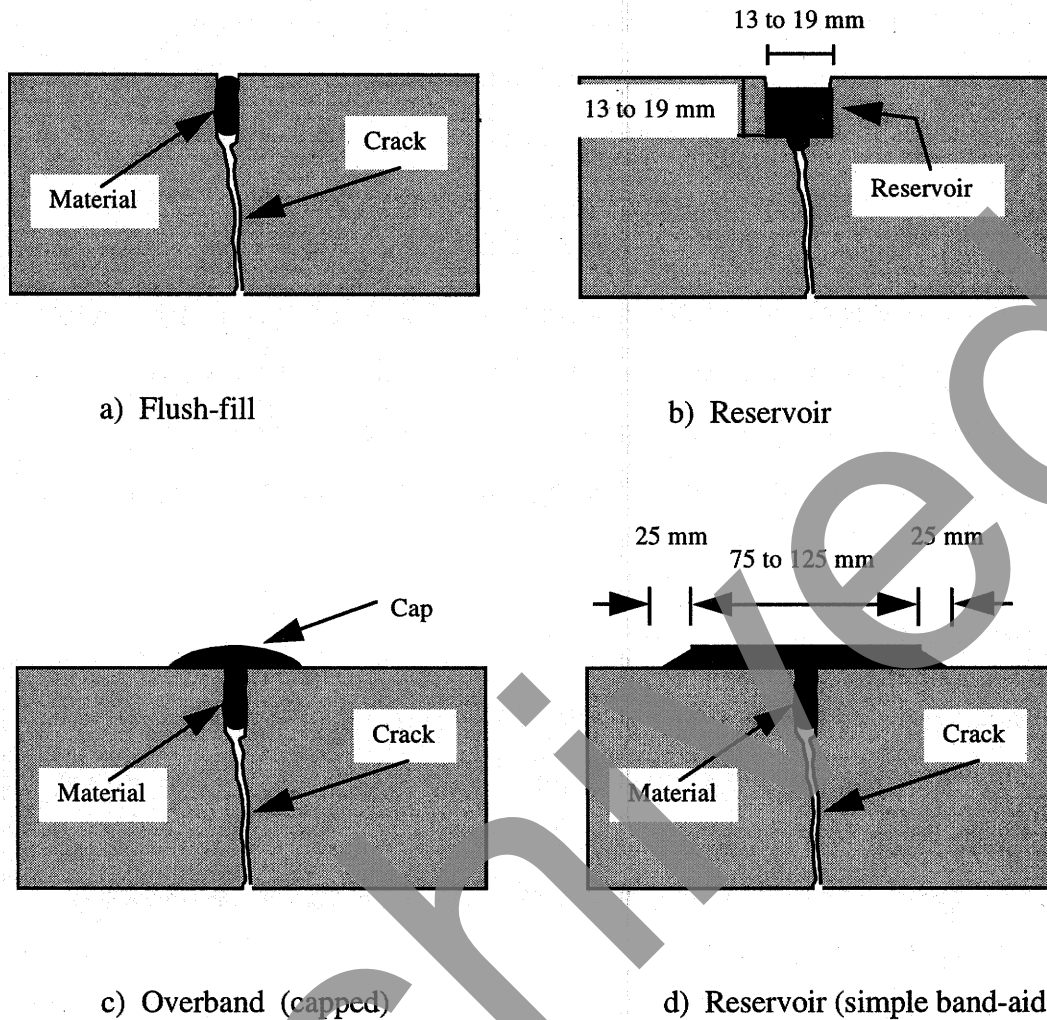 13 to 19 mm
13 to 19 mm
Crack
Material
Reservoir
a) Flush-fill
b) Reservoir
25 mm
75 to 125 mm
25 mm
Cap
Crack
Material
Crack
Material
c) Overband (capped)
d) Reservoir (simple band-aid